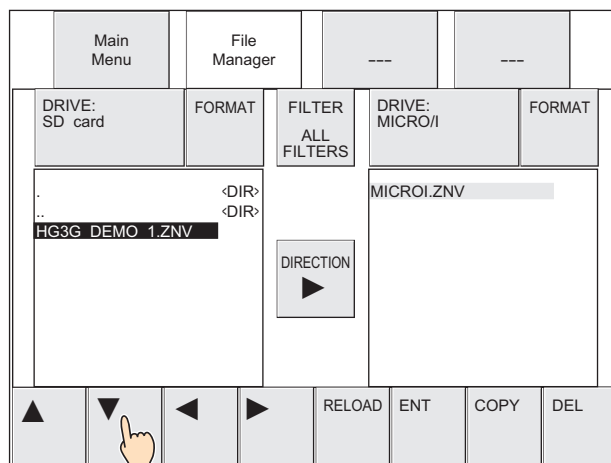 Main
Menu
File
Manager
---
---
DRIVE:
SD card
FORMAT
FILTER
ALL
FILTERS
DRIVE:
MICRO/I
FORMAT
. <DIR>
.. <DIR>
HG3G DEMO 1.ZNV
MICROI.ZNV
DIRECTION
RELOAD
ENT
COPY
DEL